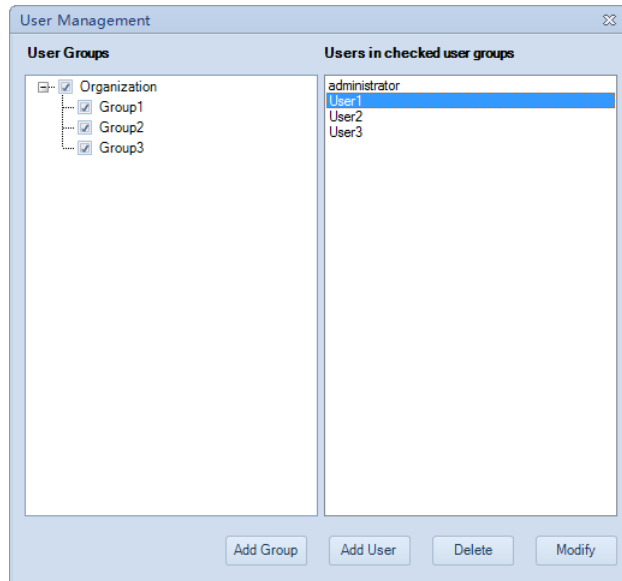 User Management
User Groups
Users in checked user groups
Organization
Group1
Group2
Group3
administrator
User1
User2
User3
Add Group
Add User
Delete
Modify